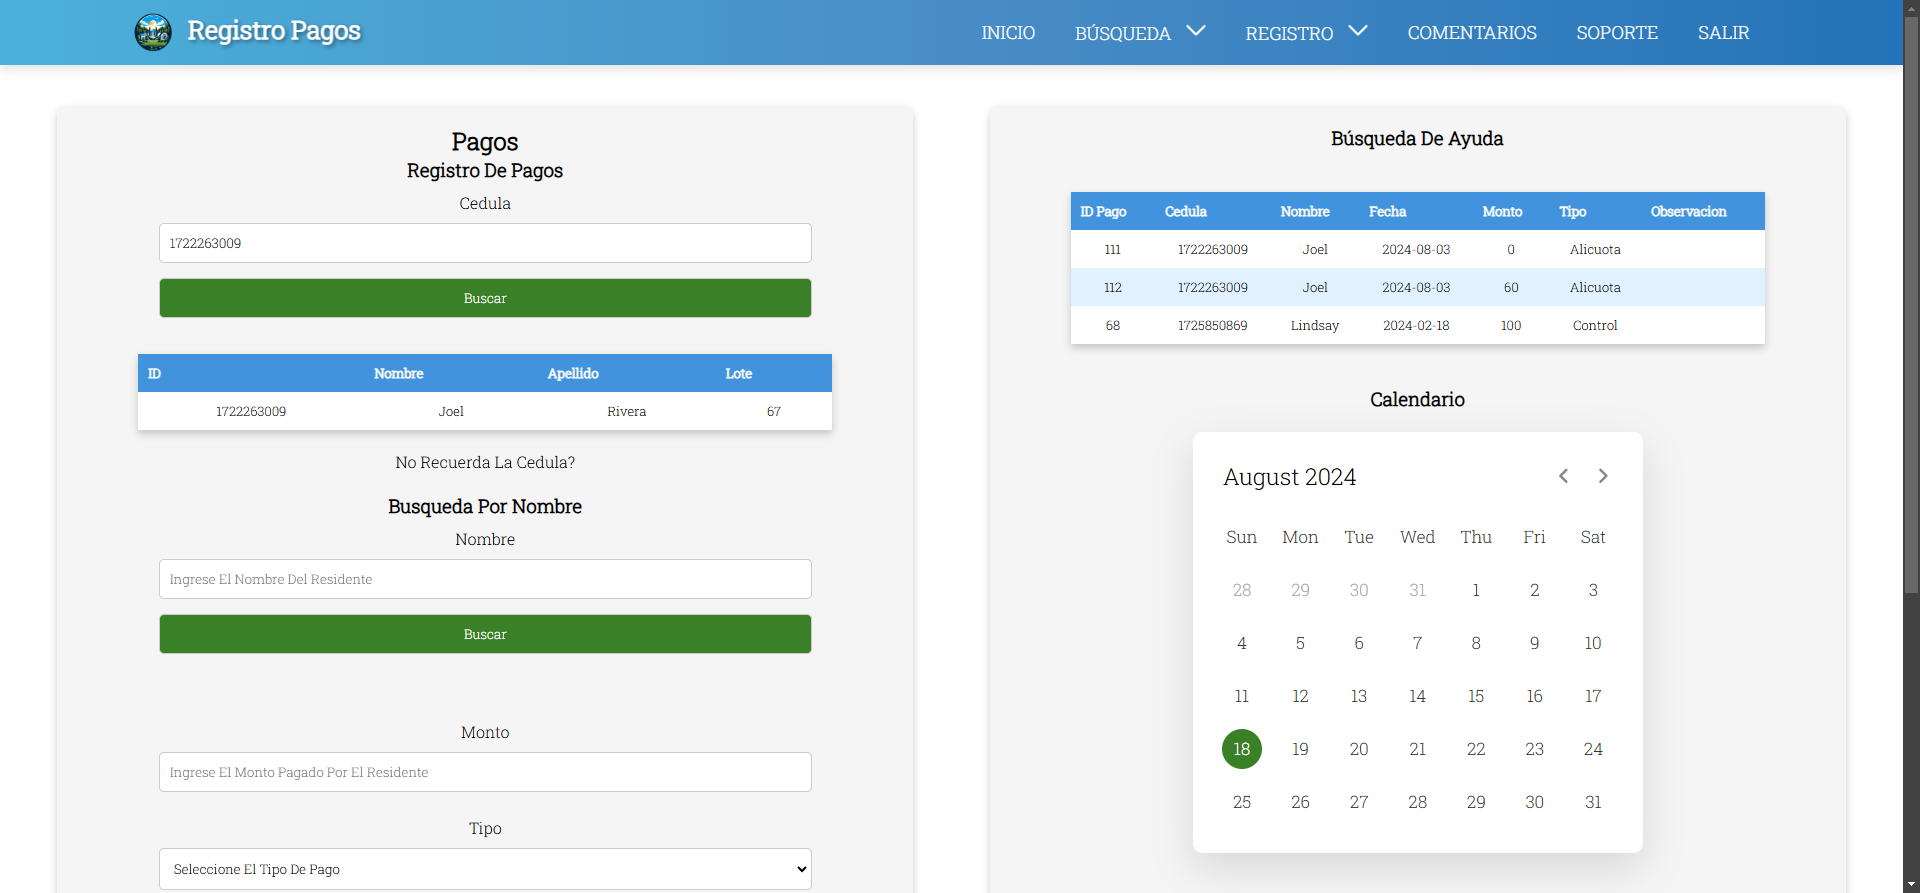 Registro Pagos
INICIO BÚSQUEDA REGISTRO COMENTARIOS SOPORTE SALIR
Pagos
Registro De Pagos
Cedula
1722263009
Buscar
ID Nombre Apellido Lote
1722263009 Joel Rivera 67
No Recuerda La Cedula?
Busqueda Por Nombre
Nombre
Ingrese El Nombre Del Residente
Buscar
Monto
Ingrese El Monto Pagado Por El Residente
Tipo
Seleccione El Tipo De Pago
Búsqueda De Ayuda
ID Pago Cedula Nombre Fecha Monto Tipo Observacion
111 1722263009 Joel 2024-08-03 0 Alicuota
112 1722263009 Joel 2024-08-03 60 Alicuota
68 1725850869 Lindsay 2024-02-18 100 Control
Calendario
August 2024
Sun Mon Tue Wed Thu Fri Sat
28 29 30 31 1 2 3
4 5 6 7 8 9 10
11 12 13 14 15 16 17
18 19 20 21 22 23 24
25 26 27 28 29 30 31